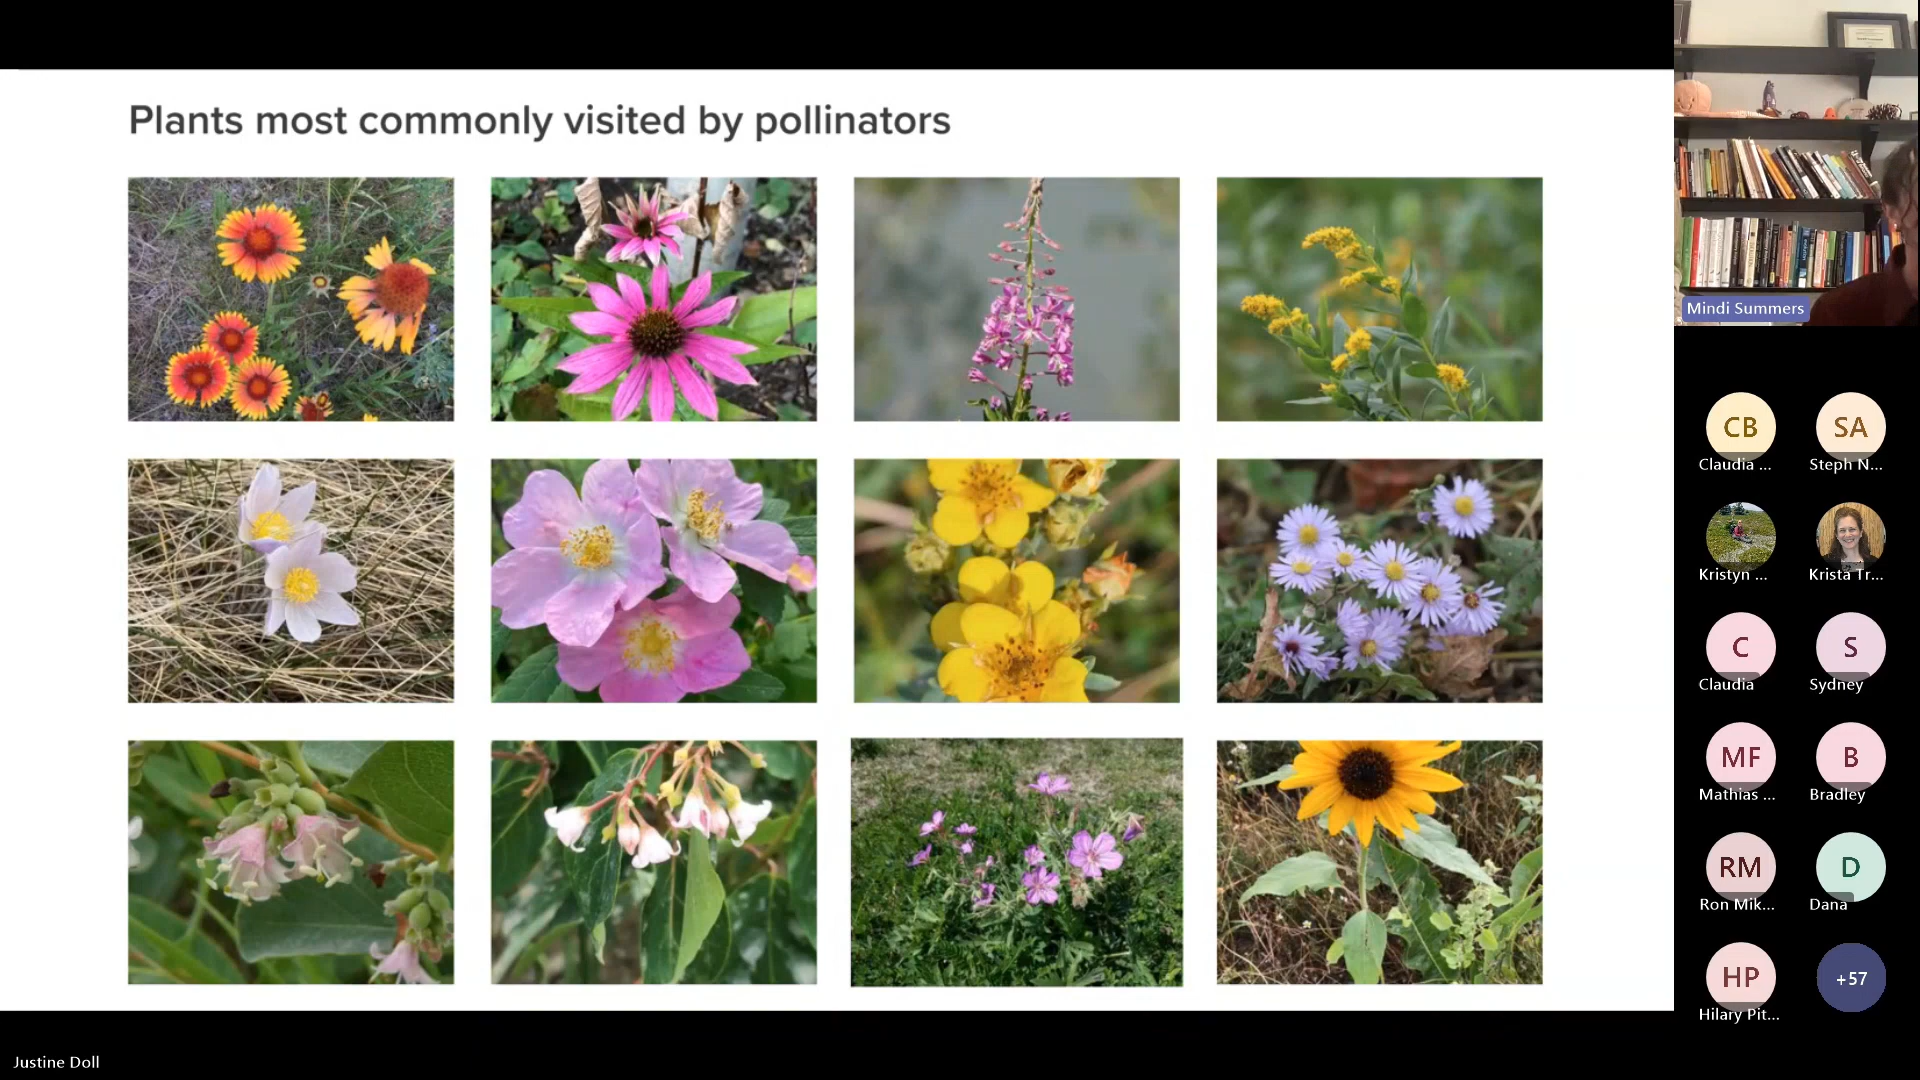 Plants most commonly visited by pollinators
Mindi Summers
CB
Claudia ...
SA
Steph N...
Kristyn ...
Krista Tr...
C
Claudia
S
Sydney
MF
Mathias ...
B
Bradley
RM
Ron Mik...
D
Dana
HP
Hilary Pit...
+57
Justine Doll